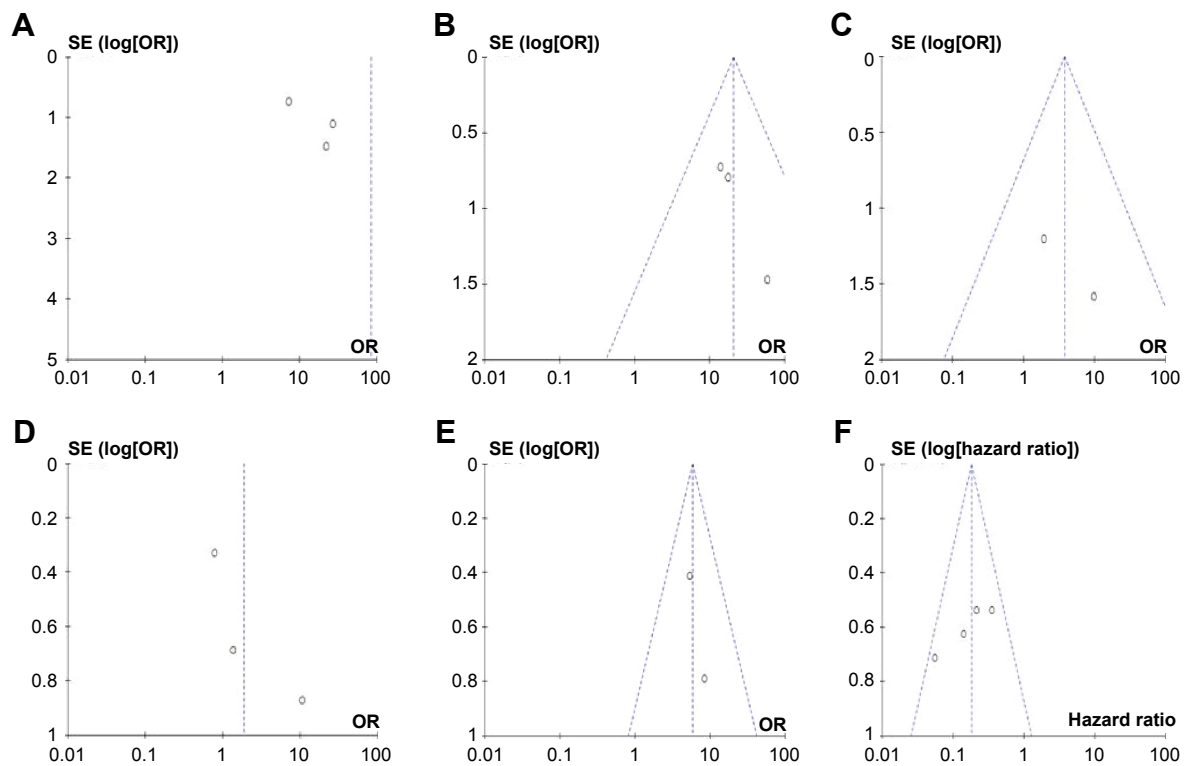 A
SE (log[OR])
0
1
2
3
4
5
OR
0.01 0.1 1 10 100
B
SE (log[OR])
0
0.5
1
1.5
2
OR
0.01 0.1 1 10 100
C
SE (log[OR])
0
0.5
1
1.5
2
OR
0.01 0.1 1 10 100
D
SE (log[OR])
0
0.2
0.4
0.6
0.8
1
OR
0.01 0.1 1 10 100
E
SE (log[OR])
0
0.2
0.4
0.6
0.8
1
OR
0.01 0.1 1 10 100
F
SE (log[hazard ratio])
0
0.2
0.4
0.6
0.8
1
Hazard ratio
0.01 0.1 1 10 100